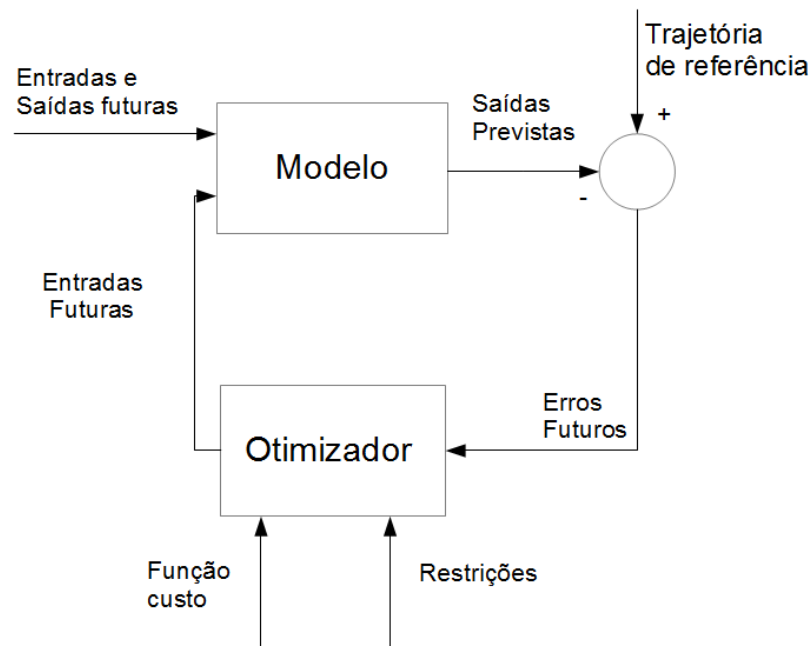 Trajetória
de referência
Entradas e
Saídas futuras
Saídas
Previstas
+
Modelo
-
Entradas
Futuras
Erros
Futuros
Otimizador
Função
custo
Restrições